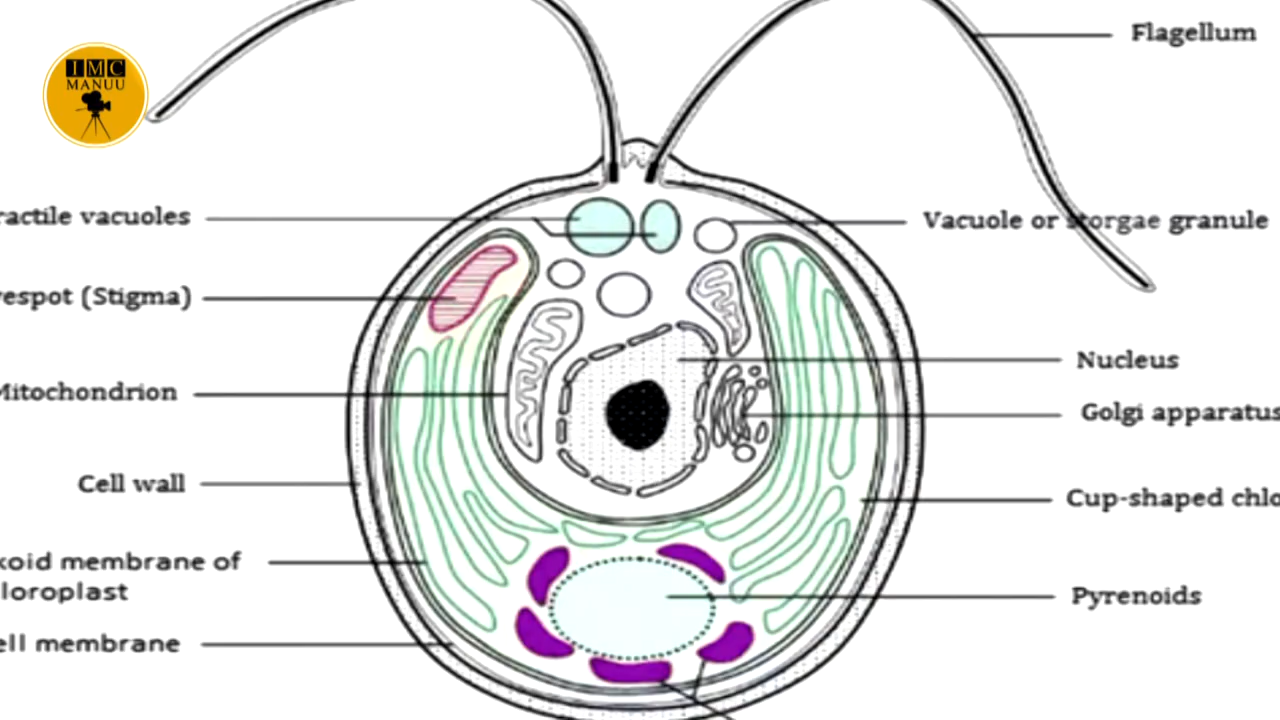 IMC
MANUU
Flagellum
ractile vacuoles
Vacuole or storgae granule
espot (Stigma)
Nucleus
Mitochondrion
Golgi apparatus
Cell wall
Cup-shaped chlo
koid membrane of
loroplast
Pyrenoids
ell membrane